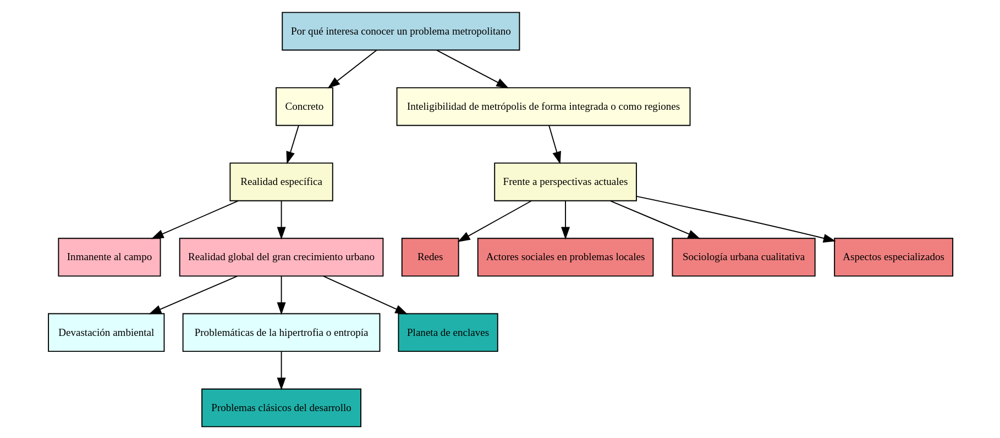 Por qué interesa conocer un problema metropolitano
Concreto
Inteligibilidad de metrópolis de forma integrada o como regiones
Realidad específica
Frente a perspectivas actuales
Inmanente al campo
Realidad global del gran crecimiento urbano
Redes
Actores sociales en problemas locales
Sociología urbana cualitativa
Aspectos especializados
Devastación ambiental
Problemáticas de la hipertrofia o entropía
Planeta de enclaves
Problemas clásicos del desarrollo